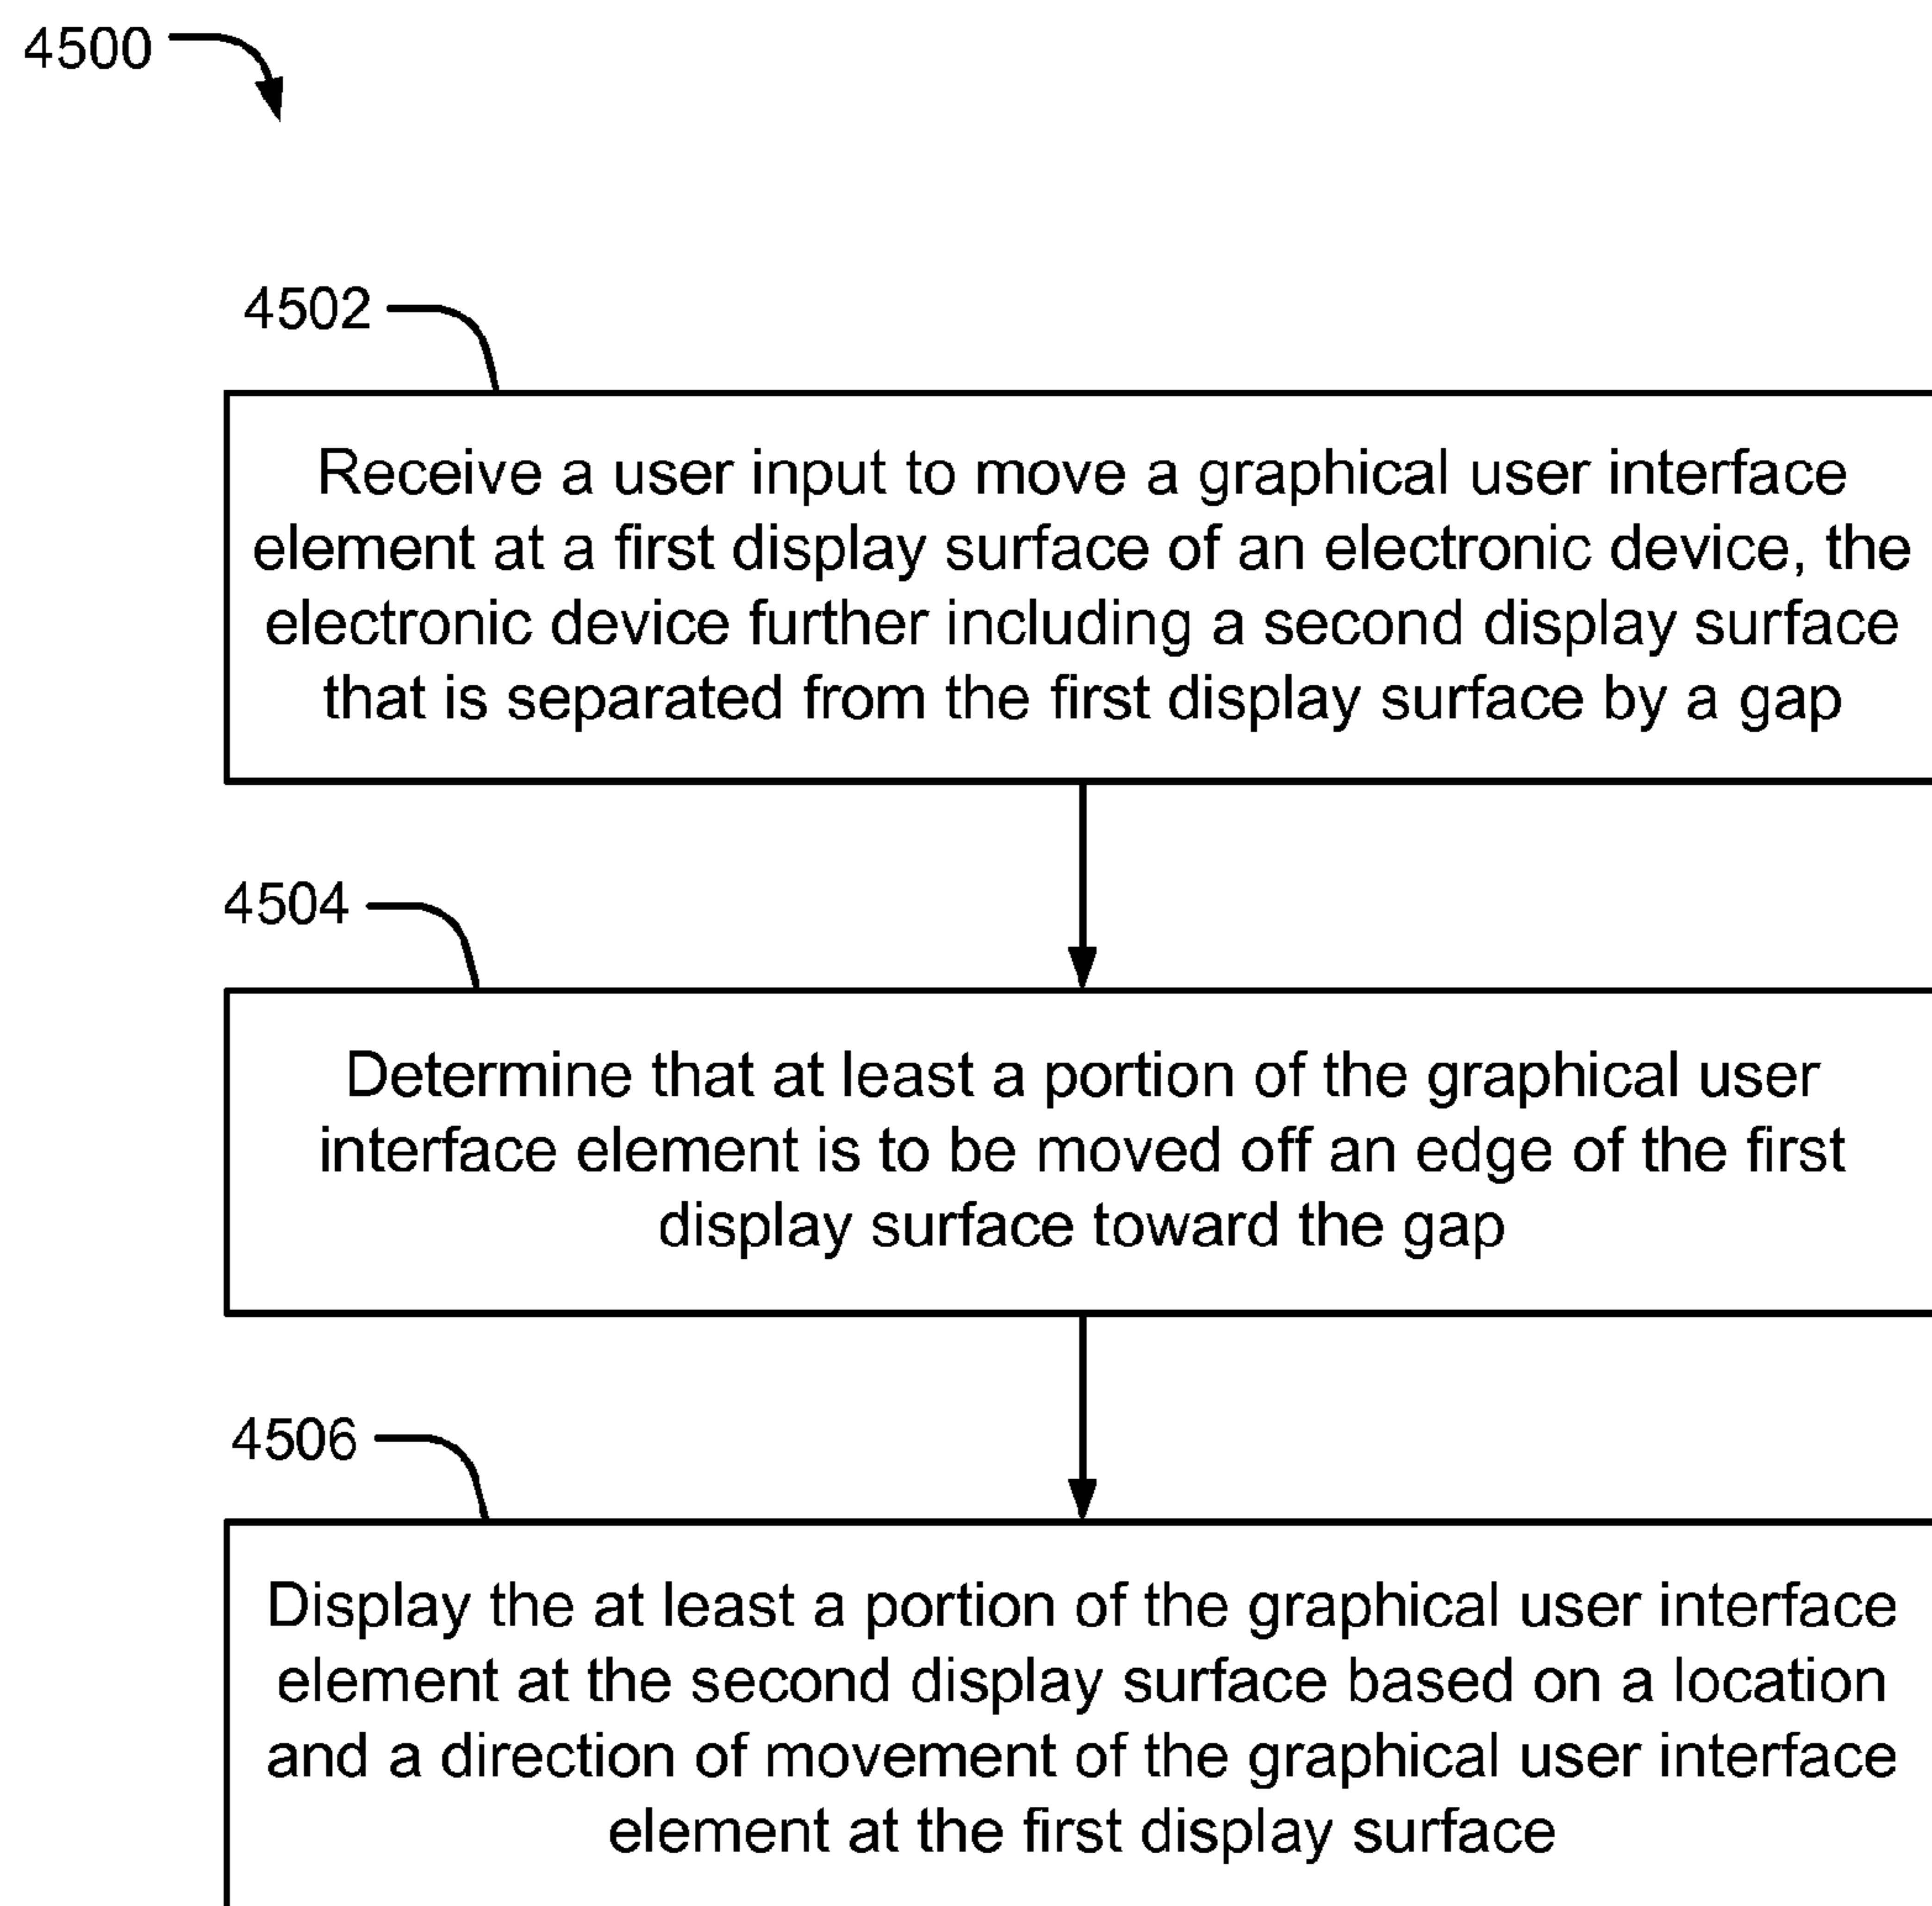 4500
4502
Receive a user input to move a graphical user interface
element at a first display surface of an electronic device, the
electronic device further including a second display surface
that is separated from the first display surface by a gap
4504
Determine that at least a portion of the graphical user
interface element is to be moved off an edge of the first
display surface toward the gap
4506
Display the at least a portion of the graphical user interface
element at the second display surface based on a location
and a direction of movement of the graphical user interface
element at the first display surface